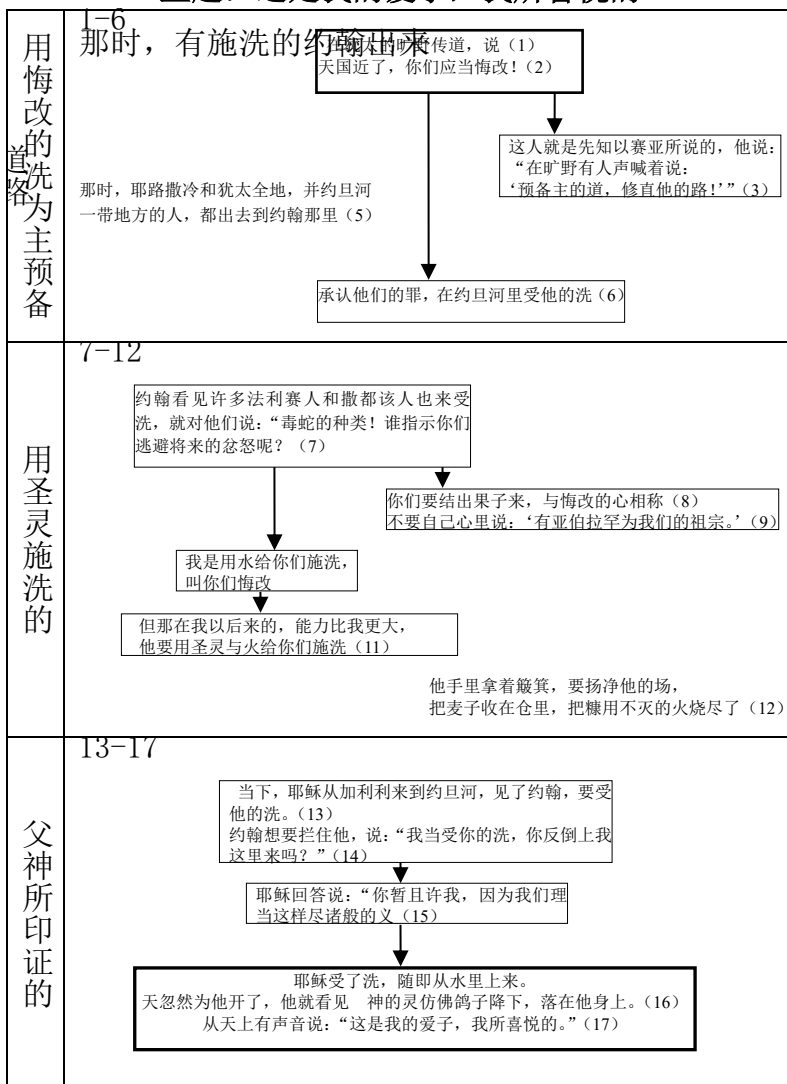 主题：这是我的爱子，我所喜悦的
用悔改的洗为主预备道路
1-6
那时，有施洗的约翰出来
在犹太的旷野传道，说（1）
天国近了，你们应当悔改！（2）
这人就是先知以赛亚所说的，他说：
“在旷野有人声喊着说：
‘预备主的道，修直他的路！’”（3）
那时，耶路撒冷和犹太全地，并约旦河
一带地方的人，都出去到约翰那里（5）
承认他们的罪，在约旦河里受他的洗（6）
用圣灵施洗的
7-12
约翰看见许多法利赛人和撒都该人也来受
洗，就对他们说：“毒蛇的种类！谁指示你们
逃避将来的忿怒呢？（7）
你们要结出果子来，与悔改的心相称（8）
不要自己心里说：‘有亚伯拉罕为我们的祖宗。’（9）
我是用水给你们施洗，
叫你们悔改
但那在我以后来的，能力比我更大，
他要用圣灵与火给你们施洗（11）
他手里拿着簸箕，要扬净他的场，
把麦子收在仓里，把糠用不灭的火烧尽了（12）
父神所印证的
13-17
当下，耶稣从加利利来到约旦河，见了约翰，要受
他的洗。（13）
约翰想要拦住他，说：“我当受你的洗，你反倒上我
这里来吗？”（14）
耶稣回答说：“你暂且许我，因为我们理
当这样尽诸般的义（15）
耶稣受了洗，随即从水里上来。
天忽然为他开了，他就看见　神的灵仿佛鸽子降下，落在他身上。（16）
从天上有声音说：“这是我的爱子，我所喜悦的。”（17）